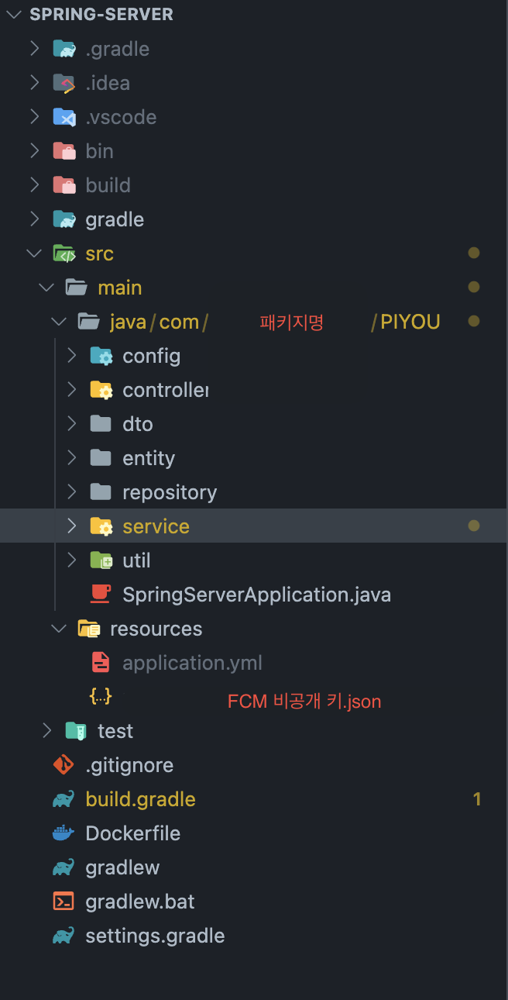 SPRING-SERVER
.gradle
.idea
.vscode
bin
build
gradle
src
main
java/com/ 패키지명 /PIYOU
config
controller
dto
entity
repository
service
util
SpringServerApplication.java
resources
application.yml
{...} FCM 비공개 키.json
test
.gitignore
build.gradle 1
Dockerfile
gradlew
gradlew.bat
settings.gradle